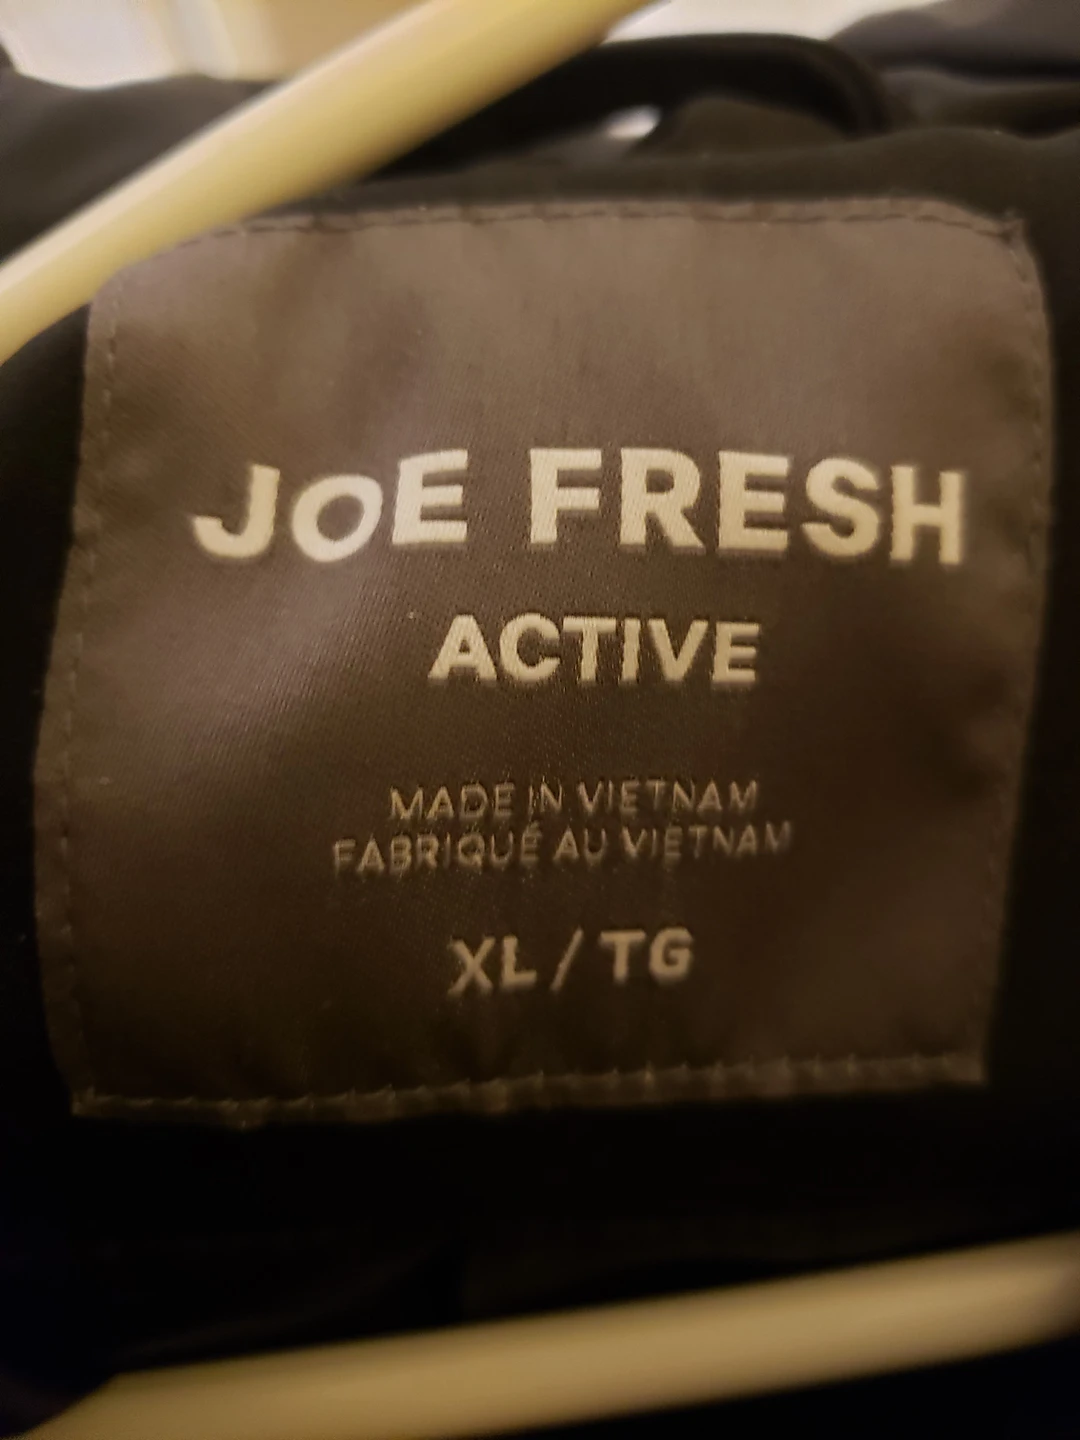 JOE FRESH
ACTIVE
MADE IN VIETNAM
FABRIQUÉ AU VIETNAM
XL / TG